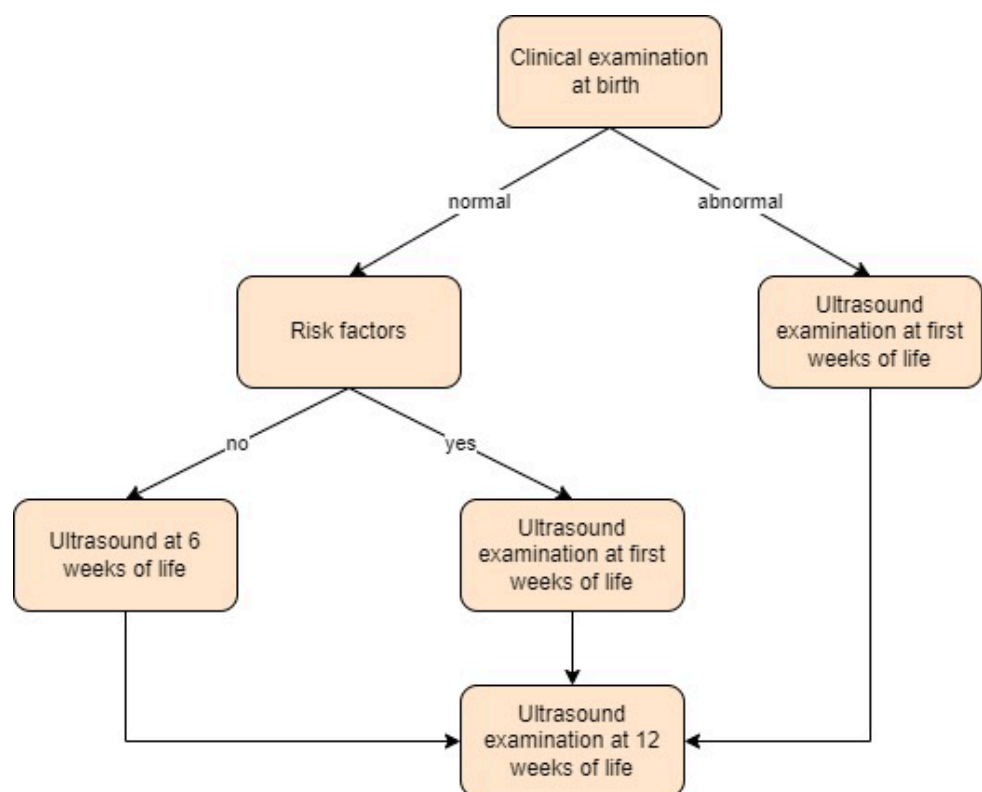 Clinical examination
at birth
normal
abnormal
Risk factors
Ultrasound
examination at first
weeks of life
no
yes
Ultrasound at 6
weeks of life
Ultrasound
examination at first
weeks of life
Ultrasound
examination at 12
weeks of life